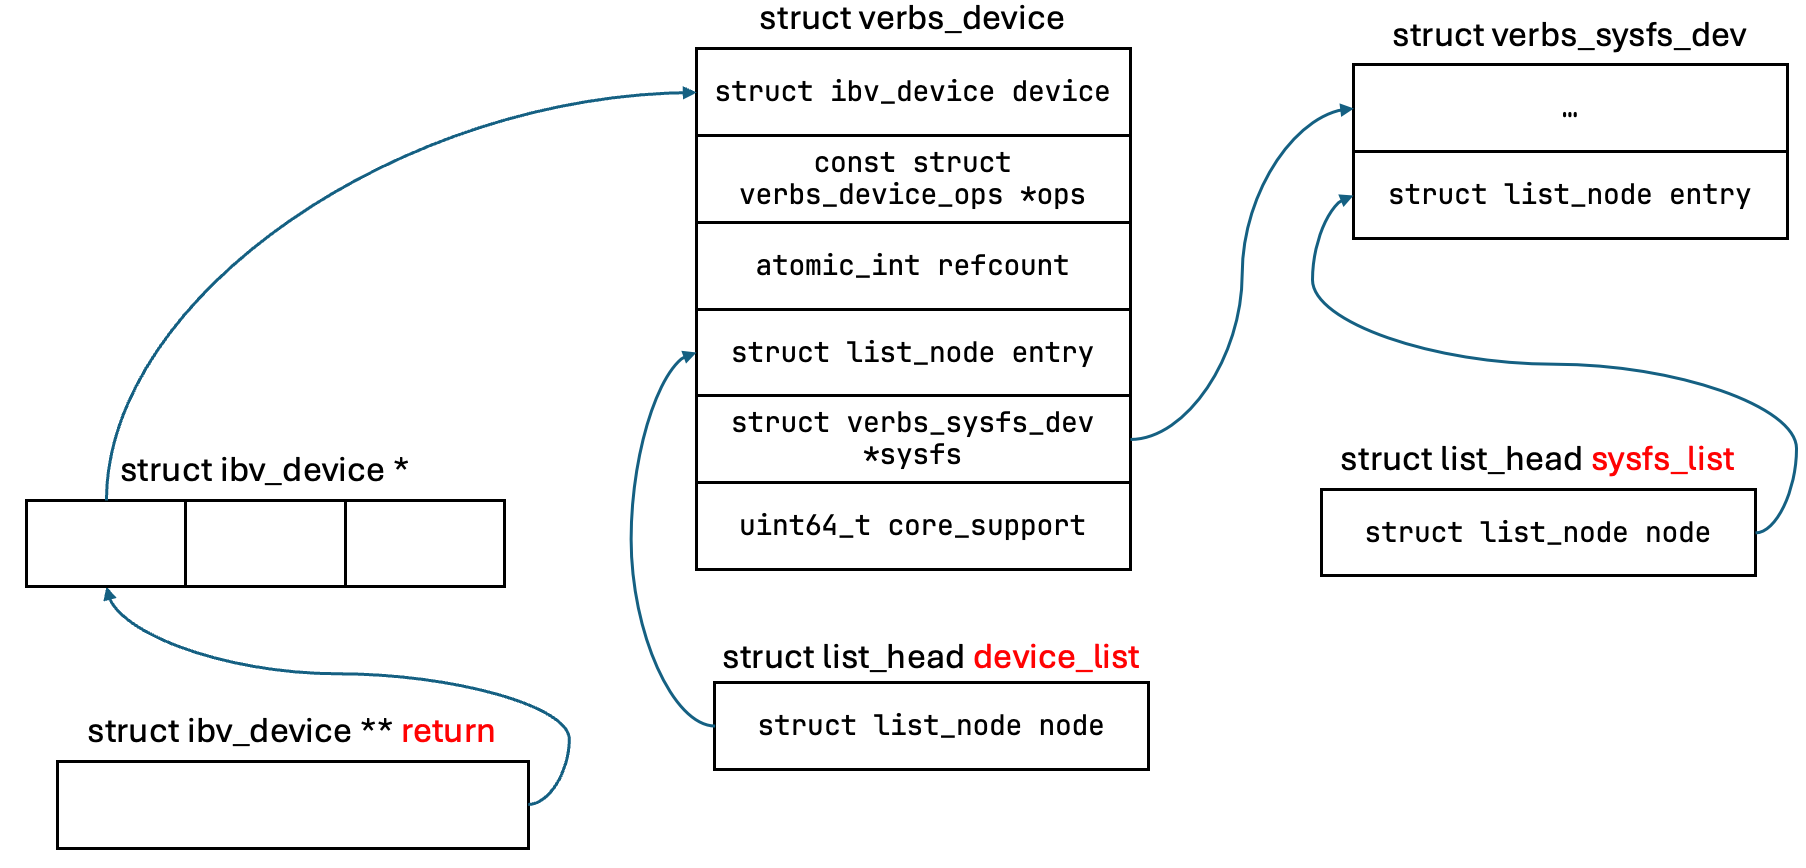 struct verbs_device
struct ibv_device device
const struct
verbs_device_ops *ops
atomic_int refcount
struct list_node entry
struct verbs_sysfs_dev
*sysfs
uint64_t core_support
struct verbs_sysfs_dev
…
struct list_node entry
struct ibv_device *
struct list_head sysfs_list
struct list_node node
struct list_head device_list
struct list_node node
struct ibv_device ** return